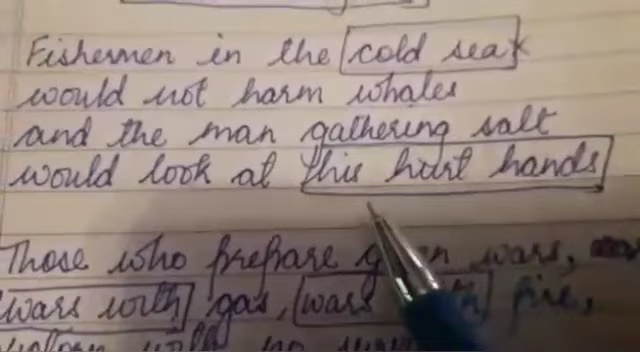 Fishermen in the cold sea
would not harm whales
and the man gathering salt
would look at this hurt hands
Those who prepare wars,
wars with gas, wars fire,